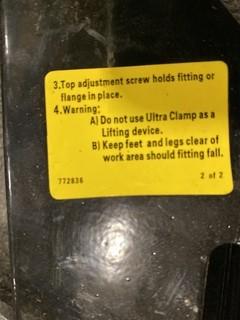 3.Top adjustment screw holds fitting or
flange in place.
4.Warning:
A) Do not use Ultra Clamp as a
Lifting device.
B) Keep feet and legs clear of
work area should fitting fall.
772836 2 of 2